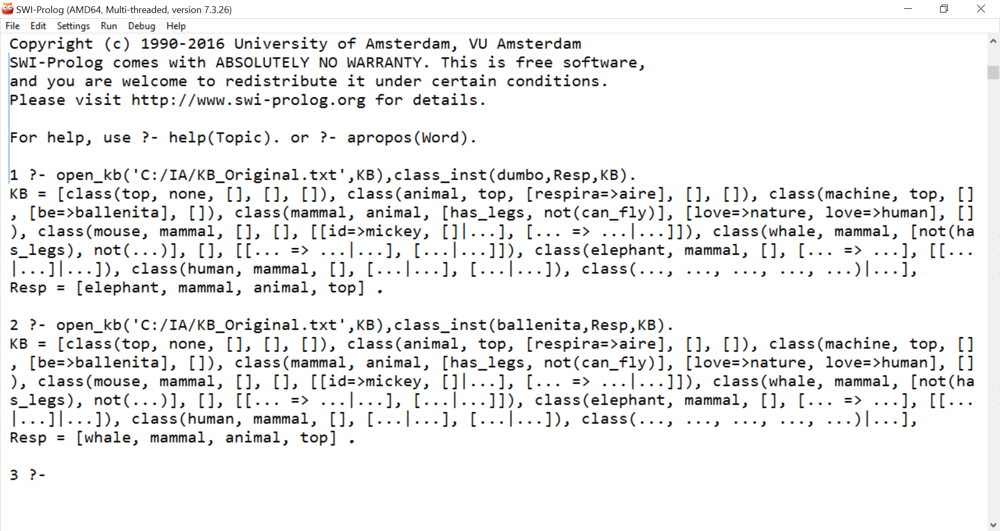 SWI-Prolog (AMD64, Multi-threaded, version 7.3.26)
File Edit Settings Run Debug Help
Copyright (c) 1990-2016 University of Amsterdam, VU Amsterdam
SWI-Prolog comes with ABSOLUTELY NO WARRANTY. This is free software,
and you are welcome to redistribute it under certain conditions.
Please visit http://www.swi-prolog.org for details.
For help, use ?- help(Topic). or ?- apropos(Word).
1 ?- open_kb('C:/IA/KB_Original.txt',KB),class_inst(dumbo,Resp,KB).
KB = [class(top, none, [], [], []), class(animal, top, [respira=>aire], [], []), class(machine, top, []
, [be=>ballenita], []), class(mammal, animal, [has_legs, not(can_fly)], [love=>nature, love=>human], []
), class(mouse, mammal, [], [], [[id=>mickey, []|...], [... => ...|...]]), class(whale, mammal, [not(ha
s_legs), not(...)], [], [[... => ...|...], [...|...]]), class(elephant, mammal, [], [... => ...], [[...
|...]|...]), class(human, mammal, [], [...|...], [...|...]), class(..., ..., ..., ..., ...)|...],
Resp = [elephant, mammal, animal, top] .
2 ?- open_kb('C:/IA/KB_Original.txt',KB),class_inst(ballenita,Resp,KB).
KB = [class(top, none, [], [], []), class(animal, top, [respira=>aire], [], []), class(machine, top, []
, [be=>ballenita], []), class(mammal, animal, [has_legs, not(can_fly)], [love=>nature, love=>human], []
), class(mouse, mammal, [], [], [[id=>mickey, []|...], [... => ...|...]]), class(whale, mammal, [not(ha
s_legs), not(...)], [], [[... => ...|...], [...|...]]), class(elephant, mammal, [], [... => ...], [[...
|...]|...]), class(human, mammal, [], [...|...], [...|...]), class(..., ..., ..., ..., ...)|...],
Resp = [whale, mammal, animal, top] .
3 ?-